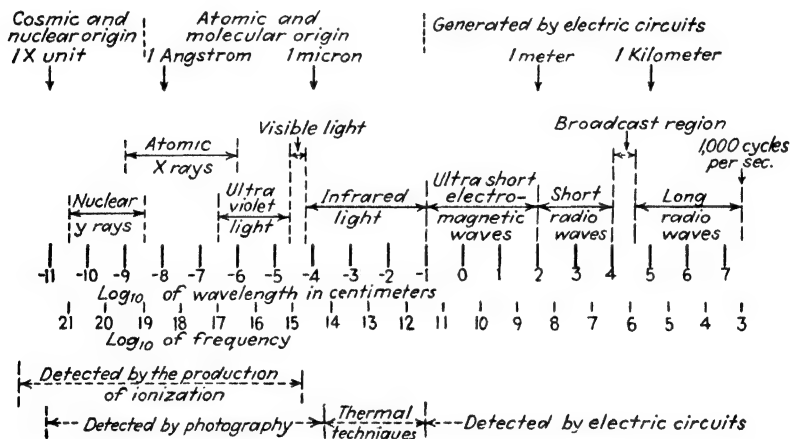 Cosmic and nuclear origin
Atomic and molecular origin
Generated by electric circuits
1 X unit
1 Angstrom
1 micron
1 meter
1 Kilometer
Visible light
Broadcast region
Atomic X rays
1,000 cycles per sec.
Nuclear γ rays
Ultra violet light
Infrared light
Ultra short electro-magnetic waves
Short radio waves
Long radio waves
-11 -10 -9 -8 -7 -6 -5 -4 -3 -2 -1 0 1 2 3 4 5 6 7
Log10 of wavelength in centimeters
21 20 19 18 17 16 15 14 13 12 11 10 9 8 7 6 5 4 3
Log10 of frequency
Detected by the production of ionization
Detected by photography
Thermal techniques
Detected by electric circuits